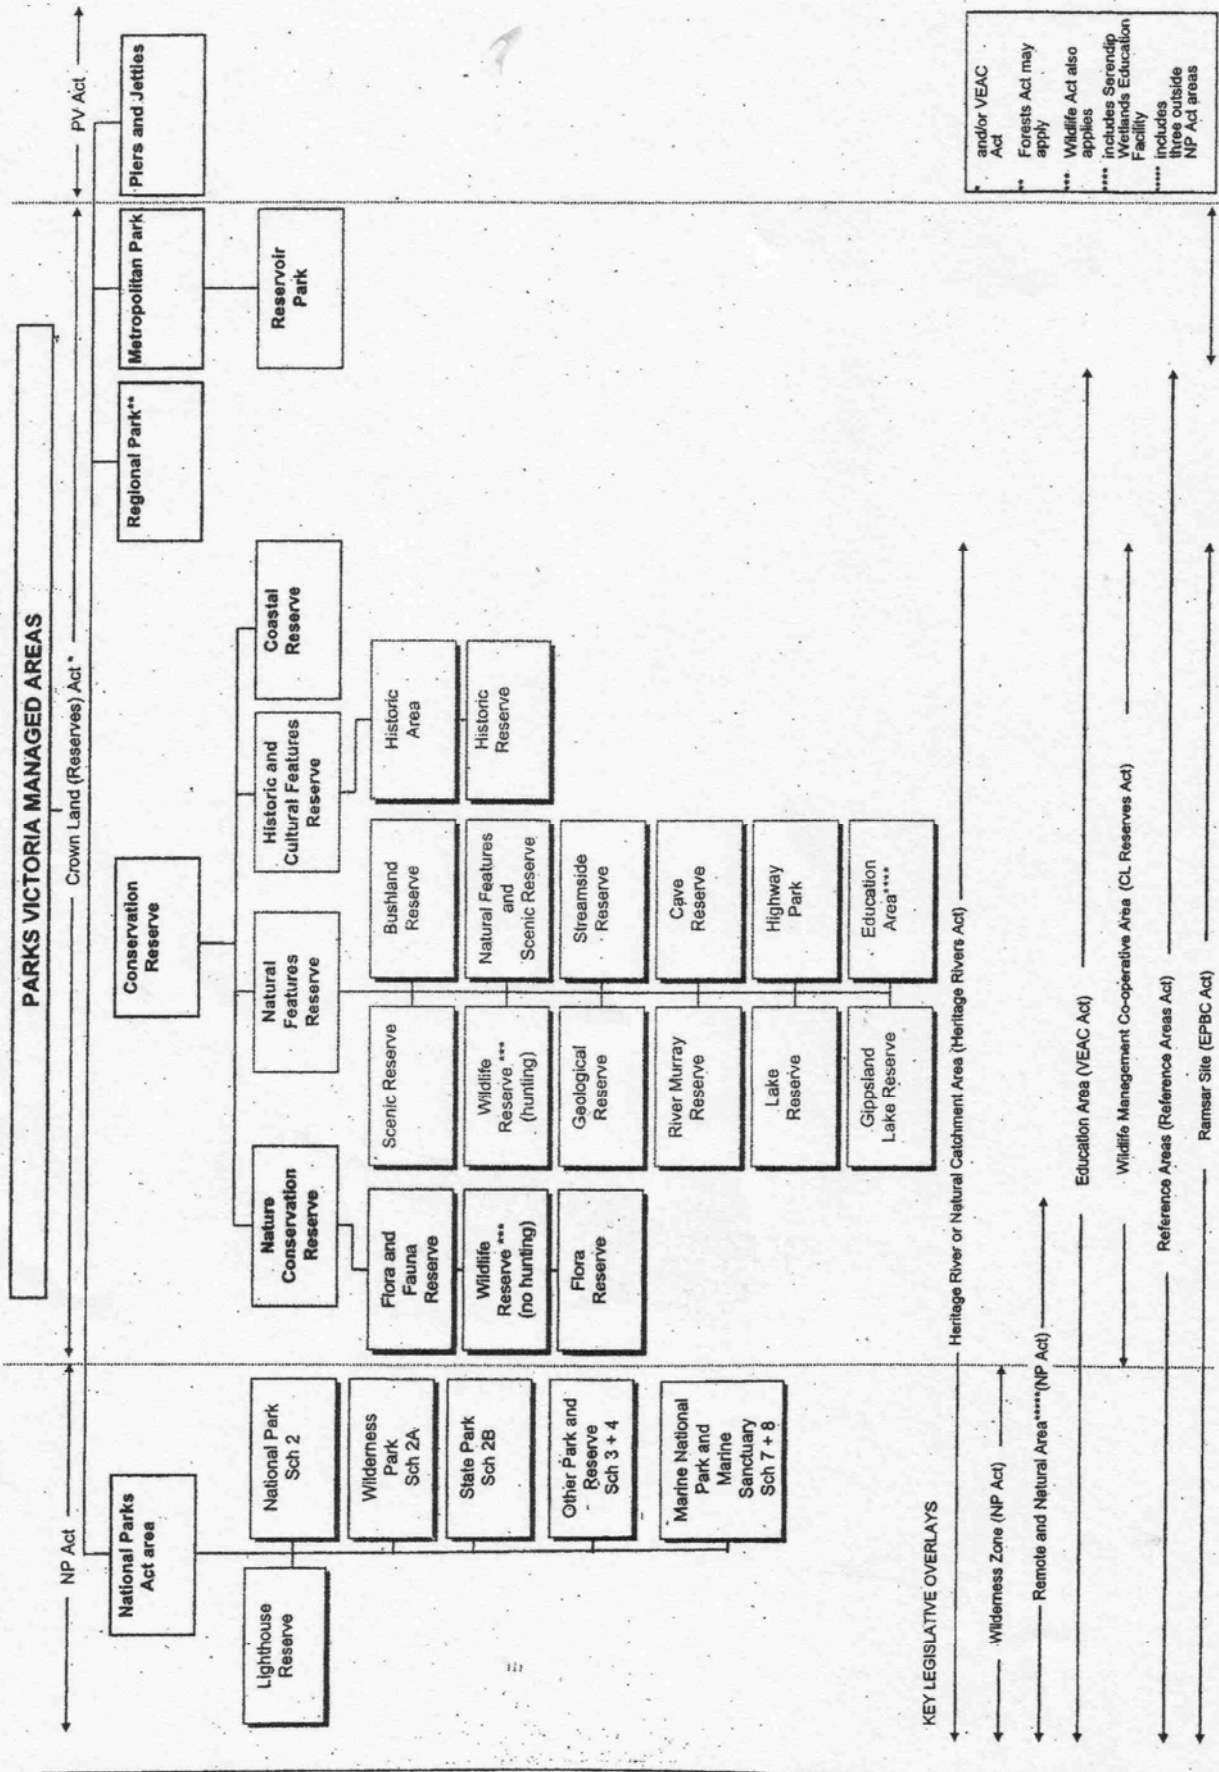 PARKS VICTORIA MANAGED AREAS
NP Act
Crown Land (Reserves) Act *
PV Act
National Parks
Act area
Conservation
Reserve
Regional Park**
Metropolitan Park
Piers and Jetties
Lighthouse
Reserve
National Park
Sch 2
Wilderness
Park
Sch 2A
State Park
Sch 2B
Other Park and
Reserve
Sch 3 + 4
Marine National
Park and
Marine
Sanctuary
Sch 7 + 8
Nature
Conservation
Reserve
Natural
Features
Reserve
Historic and
Cultural Features
Reserve
Coastal
Reserve
Reservoir
Park
Flora and
Fauna
Reserve
Wildlife
Reserve ***
(no hunting)
Flora
Reserve
Scenic Reserve
Wildlife
Reserve ***
(hunting)
Geological
Reserve
River Murray
Reserve
Lake
Reserve
Gippsland
Lake Reserve
Bushland
Reserve
Natural Features
and
Scenic Reserve
Streamside
Reserve
Cave
Reserve
Highway
Park
Education
Area****
Historic
Area
Historic
Reserve
KEY LEGISLATIVE OVERLAYS
Heritage River or Natural Catchment Area (Heritage Rivers Act)
Wilderness Zone (NP Act)
Remote and Natural Area*****(NP Act)
Education Area (VEAC Act)
Wildlife Management Co-operative Area (CL Reserves Act)
Reference Areas (Reference Areas Act)
Ramsar Site (EPBC Act)
* and/or VEAC
Act
** Forests Act may
apply
*** Wildlife Act also
applies
**** includes Serendip
Wetlands Education
Facility
***** includes
three outside
NP Act areas